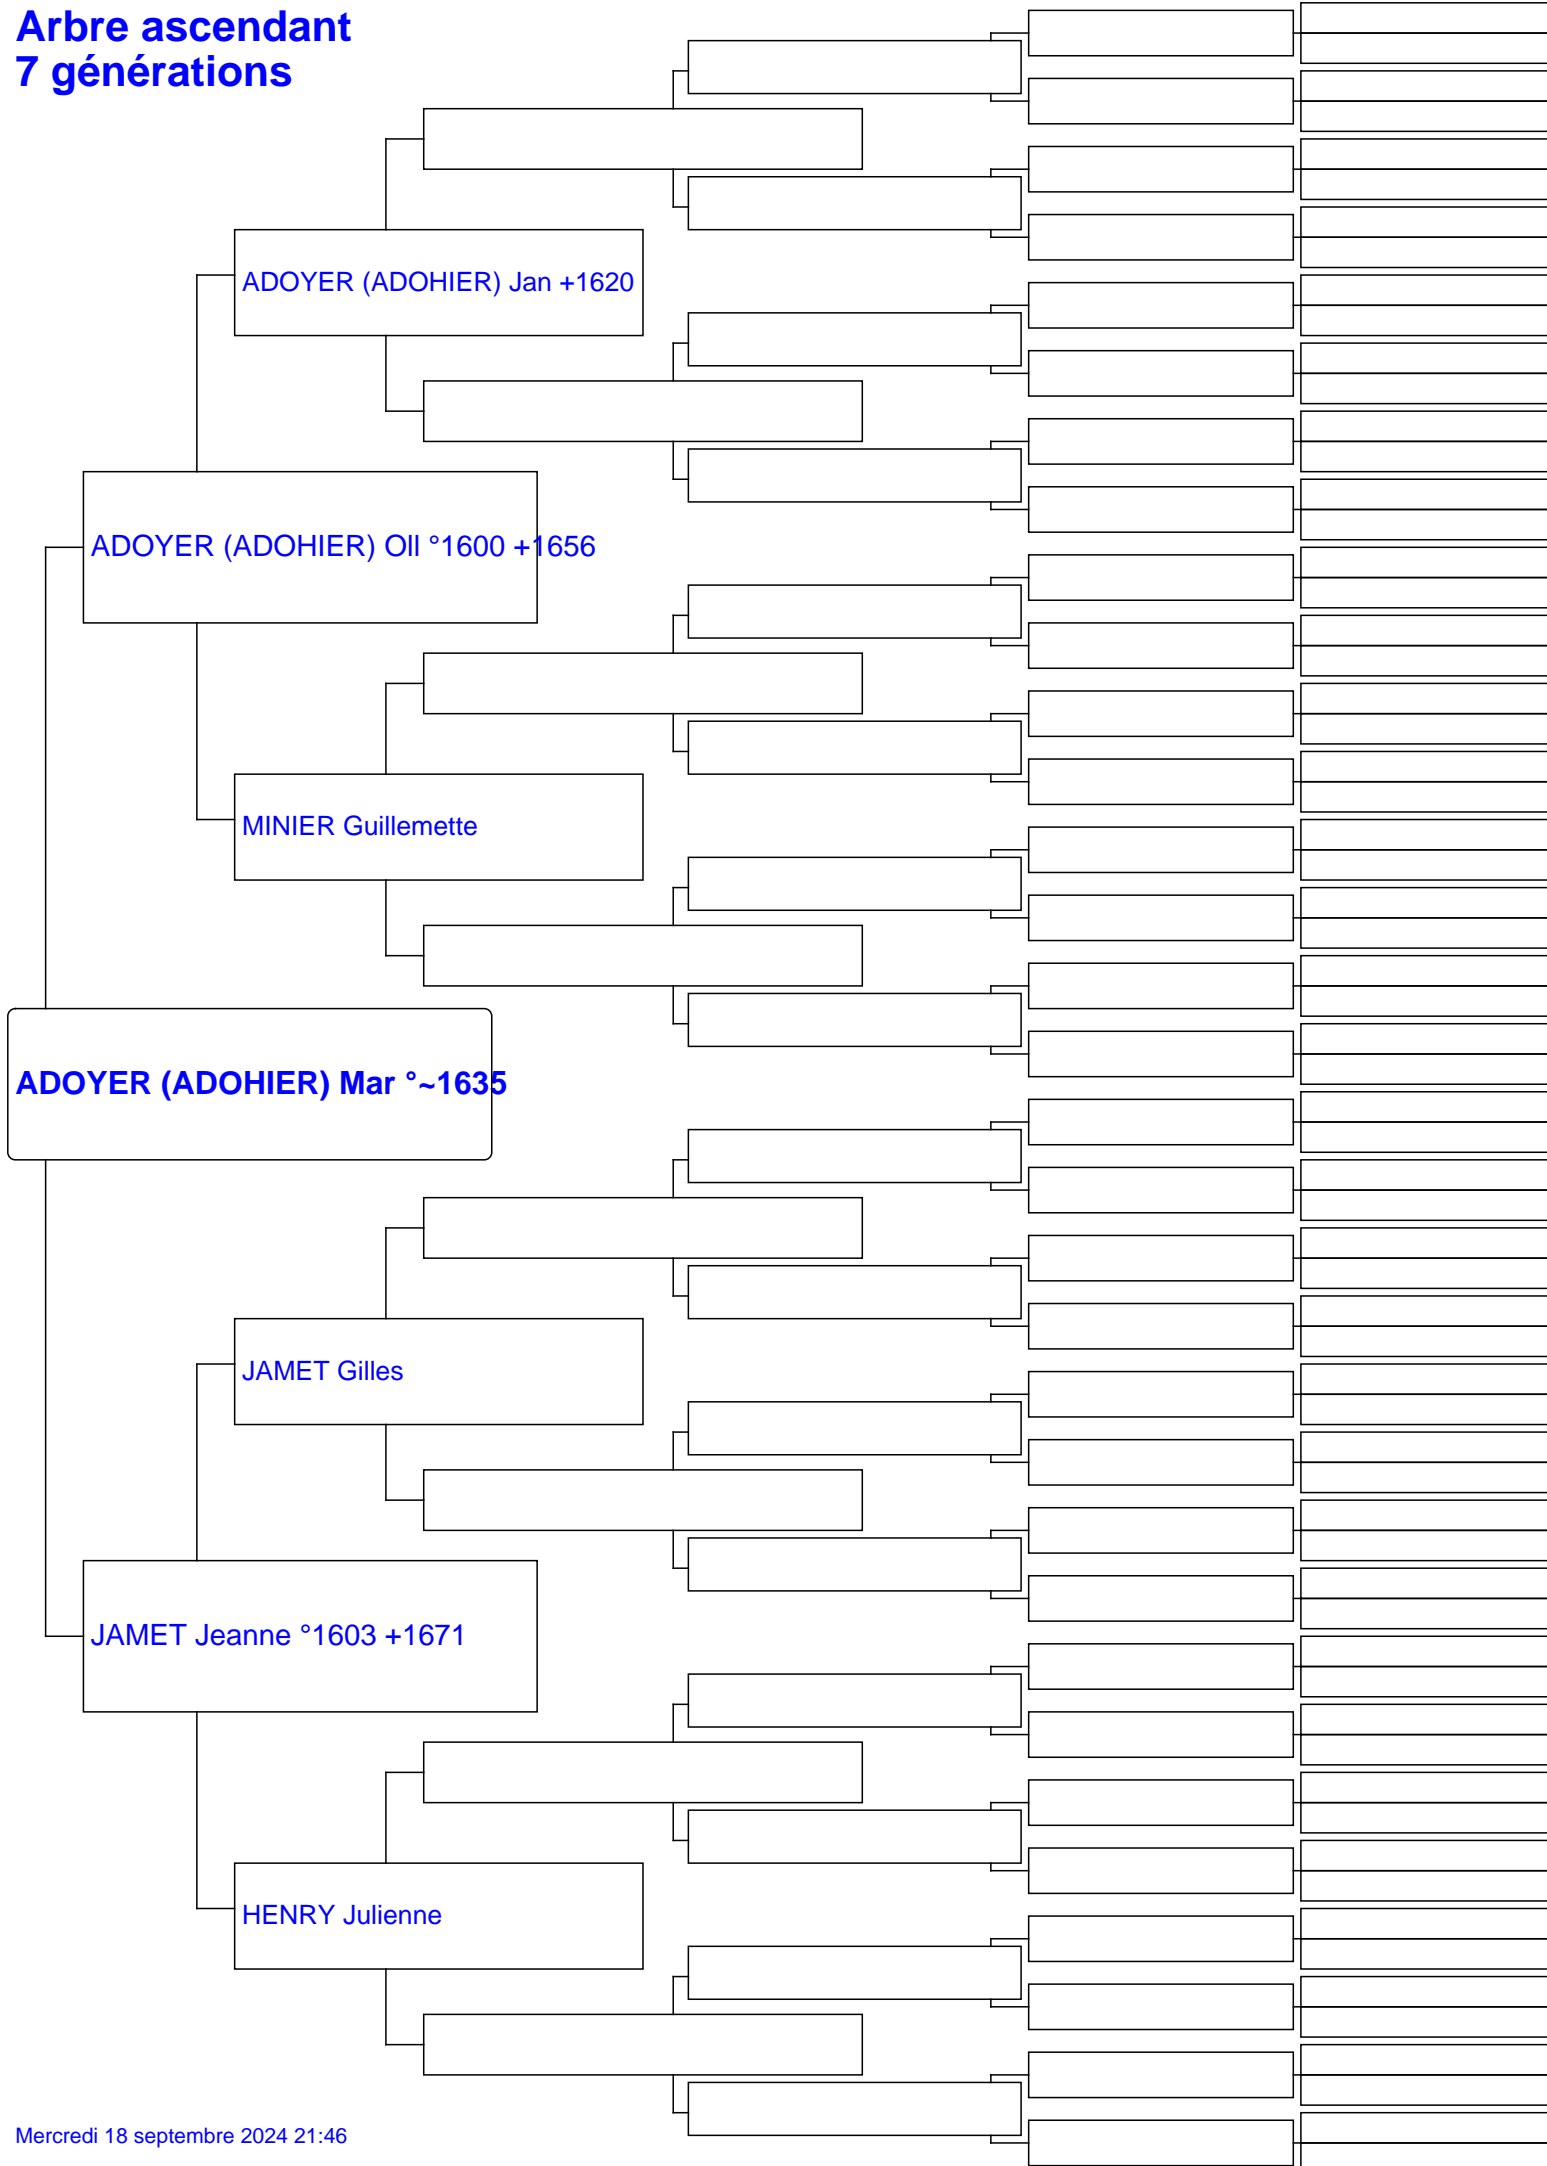 Arbre ascendant
7 générations
ADOYER (ADOHIER) Jan +1620
ADOYER (ADOHIER) Oll °1600 +1656
MINIER Guillemette
ADOYER (ADOHIER) Mar °~1635
JAMET Gilles
JAMET Jeanne °1603 +1671
HENRY Julienne
Mercredi 18 septembre 2024 21:46